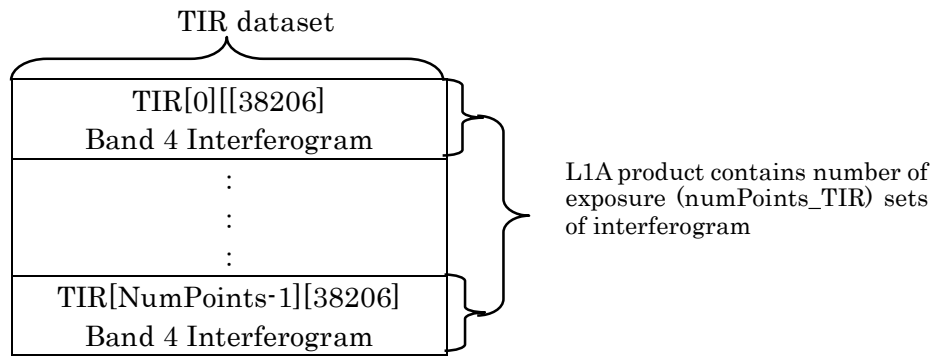 TIR dataset
TIR[0][[38206]
Band 4 Interferogram
:
:
:
TIR[NumPoints-1][38206]
Band 4 Interferogram
L1A product contains number of
exposure (numPoints_TIR) sets
of interferogram